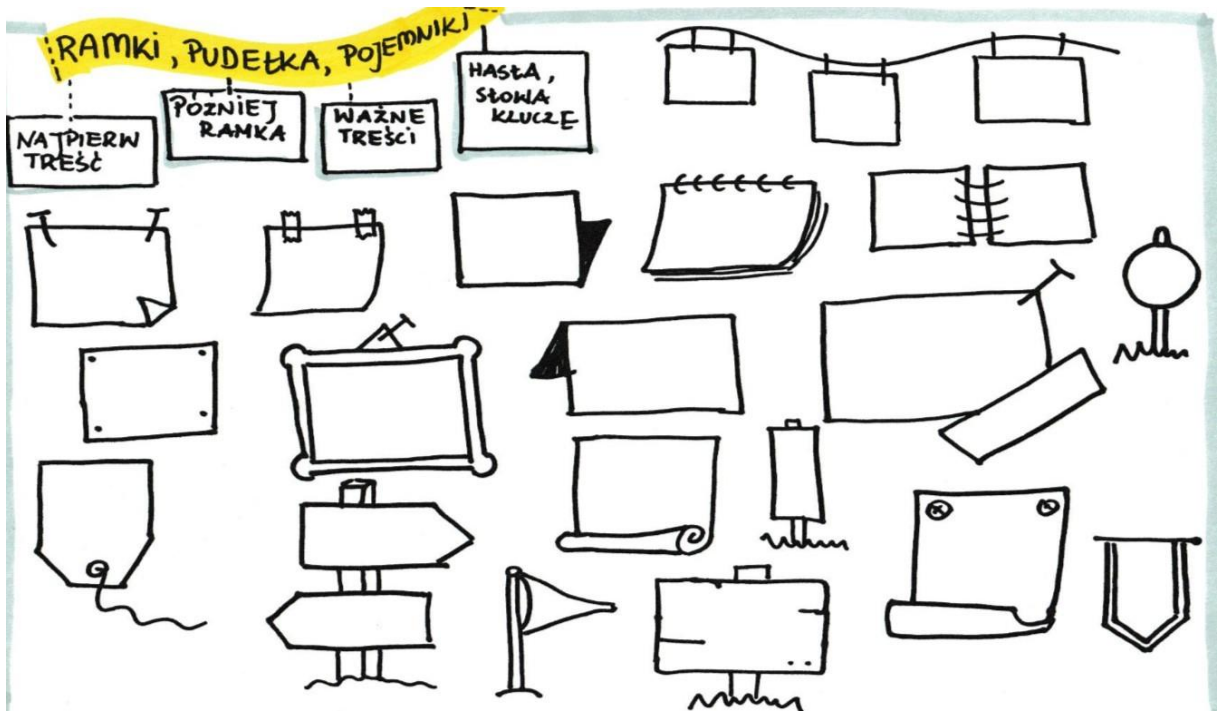 RAMKI, PUDEŁKA, POJEMNIKI
NAJPIERW
TREŚĆ
PÓŹNIEJ
RAMKA
WAŻNE
TREŚCI
HASŁA,
SŁOWA
KLUCZE